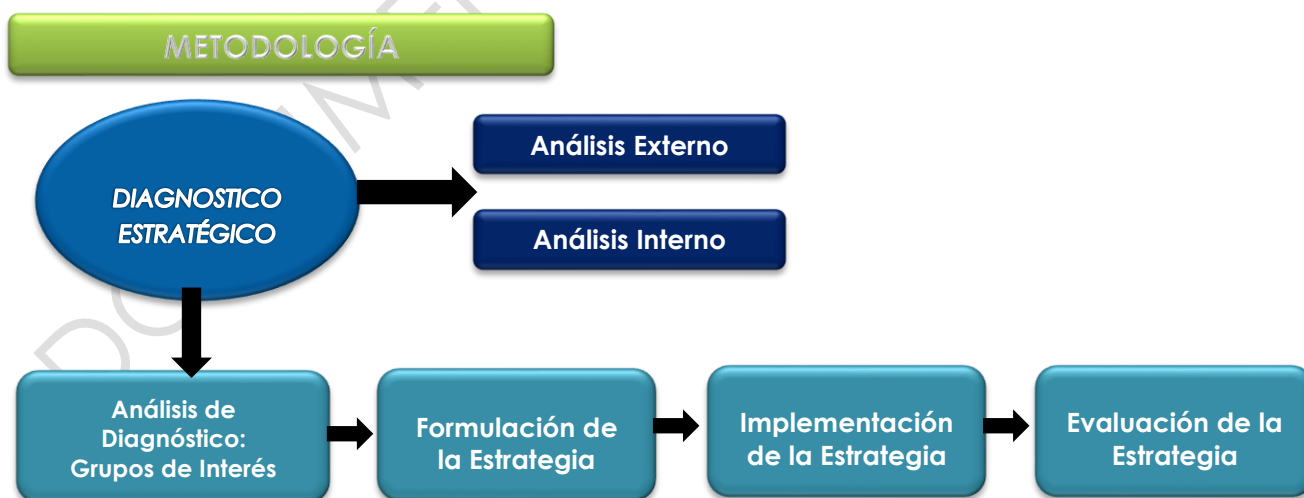 METODOLOGÍA
DIAGNOSTICO
ESTRATÉGICO
Análisis Externo
Análisis Interno
Análisis de
Diagnóstico:
Grupos de Interés
Formulación de
la Estrategia
Implementación
de la Estrategia
Evaluación de la
Estrategia